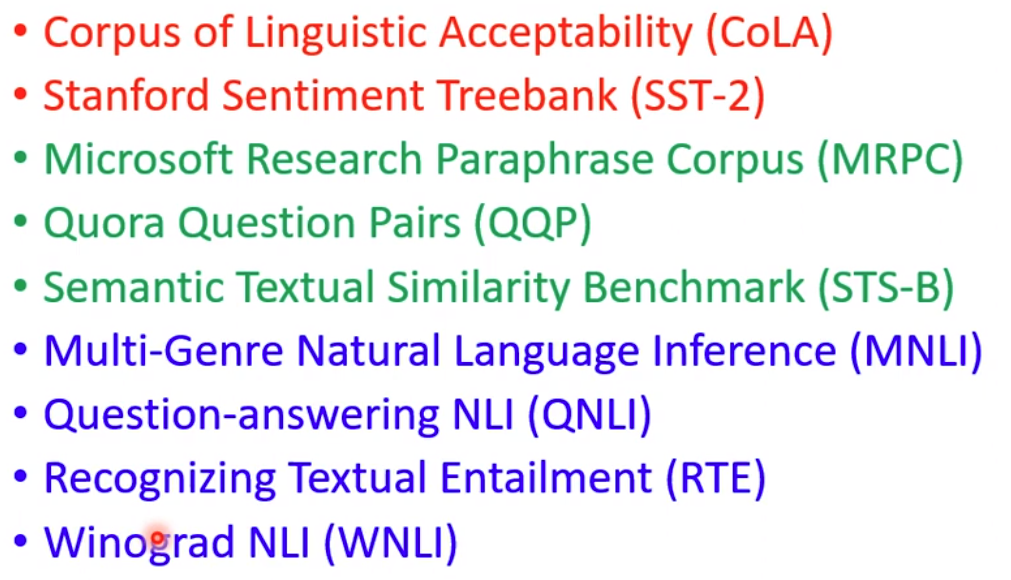 • Corpus of Linguistic Acceptability (CoLA)
• Stanford Sentiment Treebank (SST-2)
• Microsoft Research Paraphrase Corpus (MRPC)
• Quora Question Pairs (QQP)
• Semantic Textual Similarity Benchmark (STS-B)
• Multi-Genre Natural Language Inference (MNLI)
• Question-answering NLI (QNLI)
• Recognizing Textual Entailment (RTE)
• Winograd NLI (WNLI)